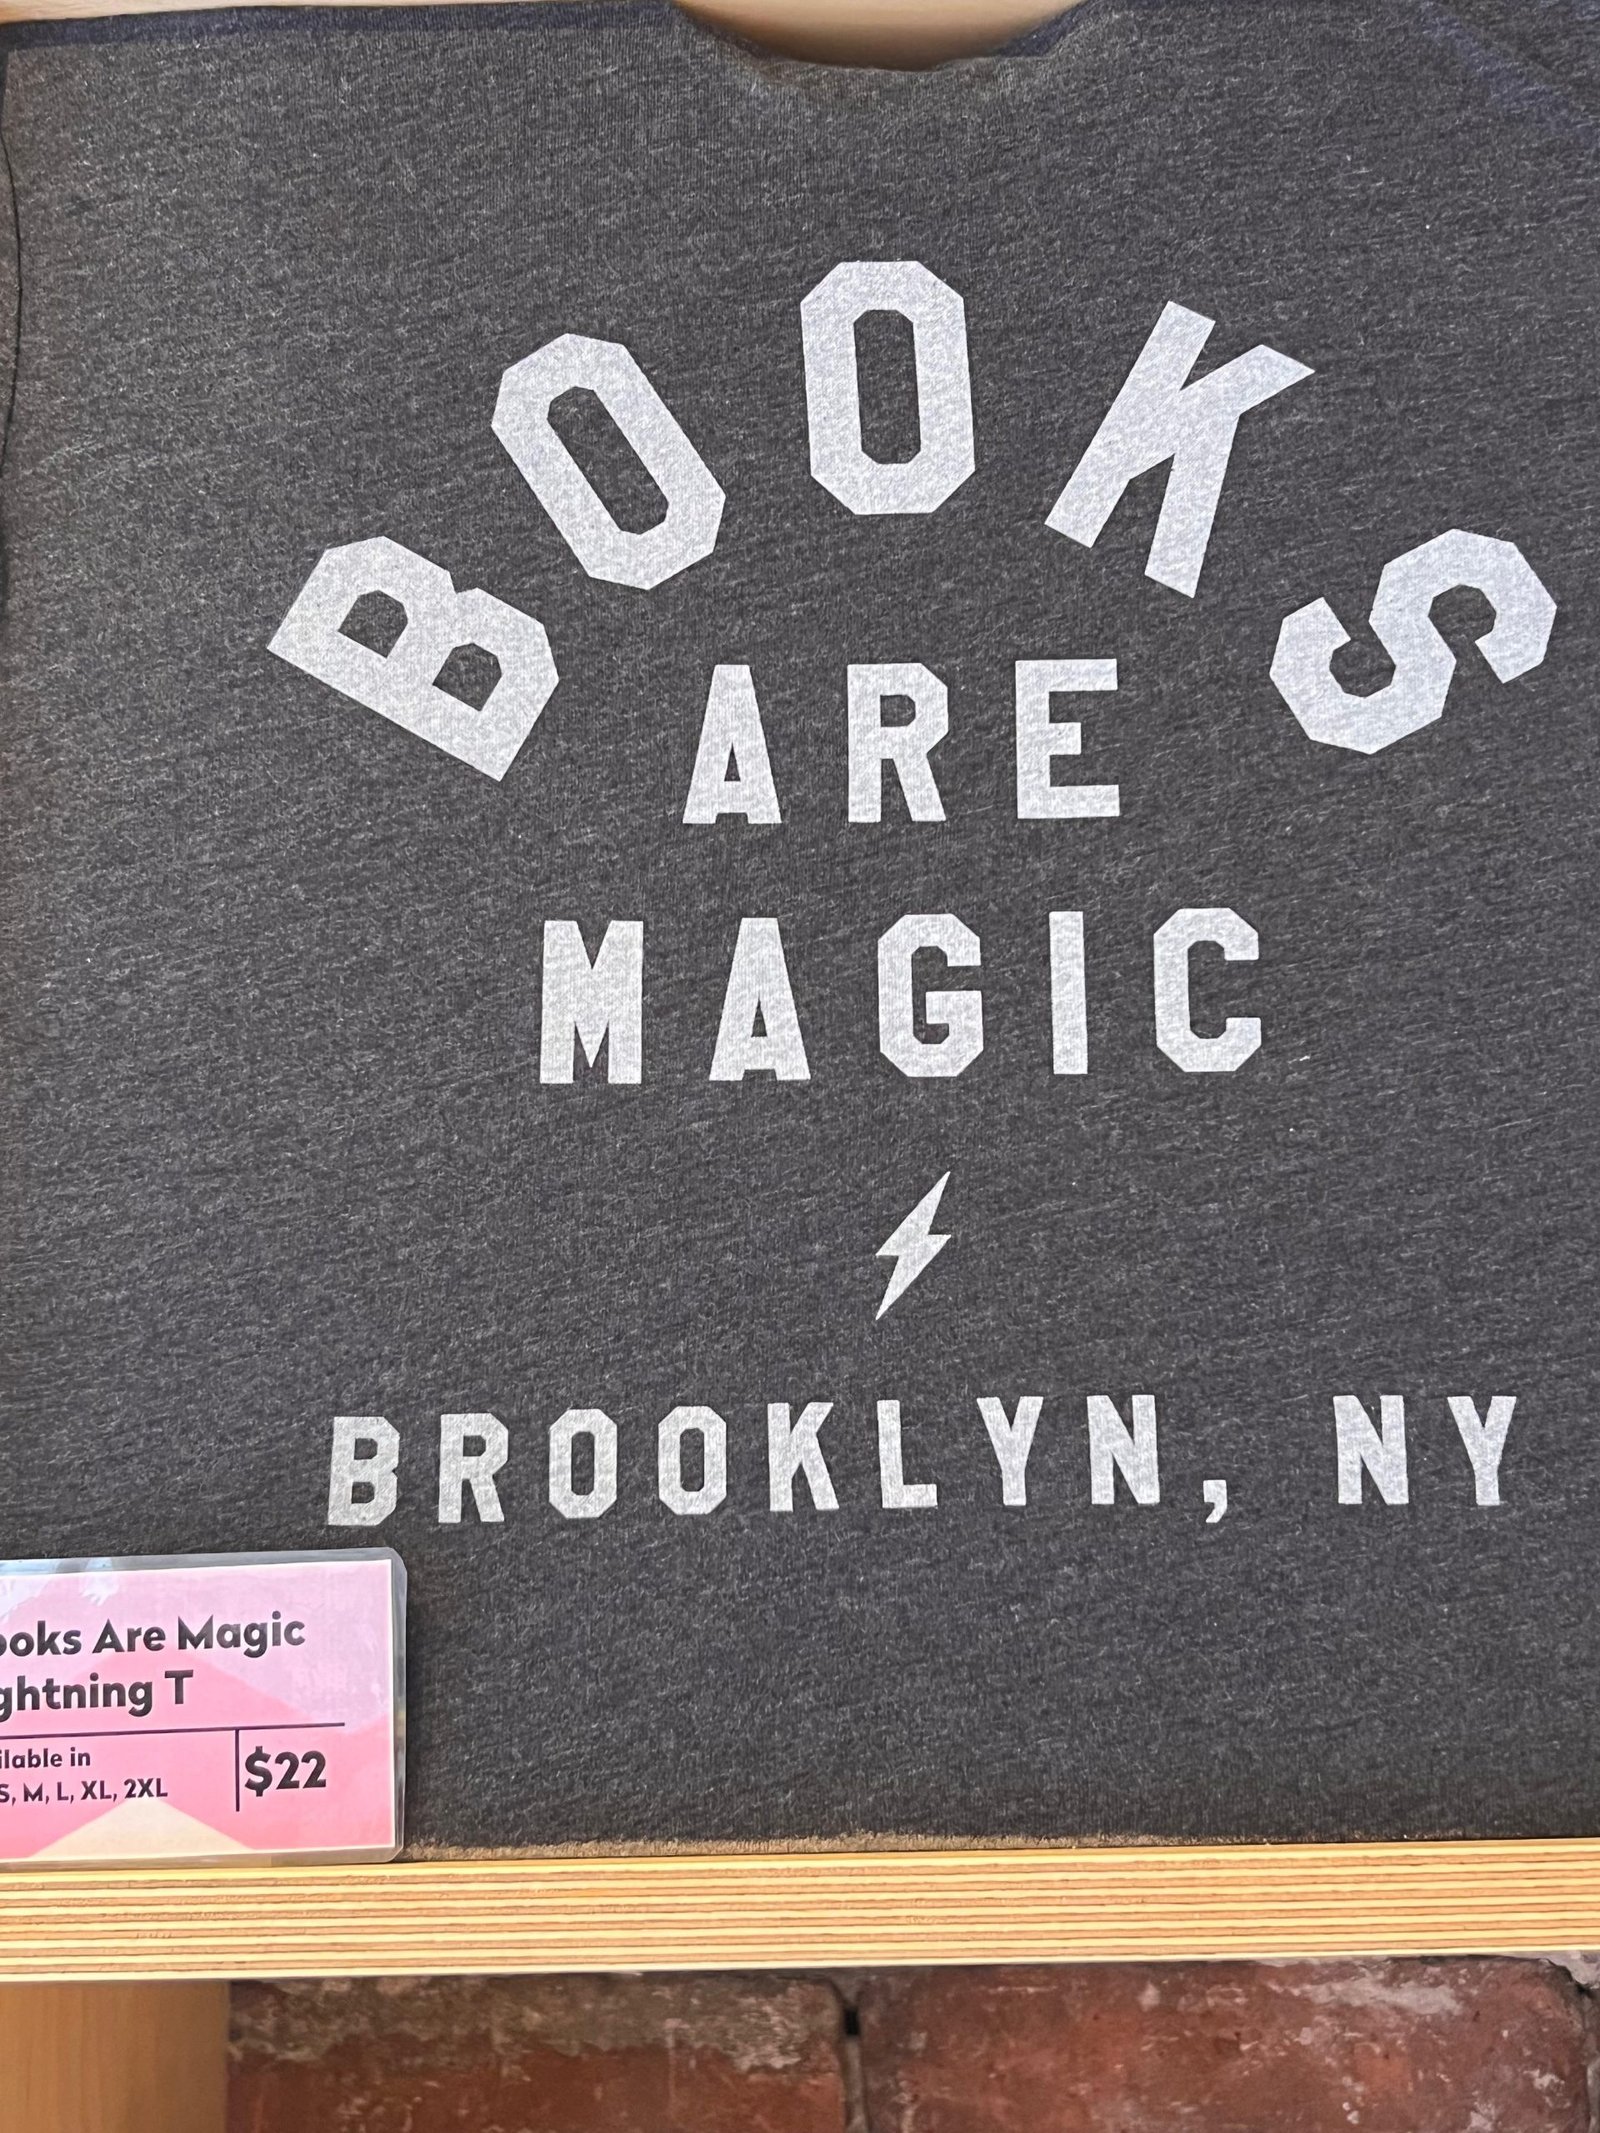 BOOKS
ARE
MAGIC
BROOKLYN, NY
ooks Are Magic
ghtning T
ilable in
S, M, L, XL, 2XL
$22